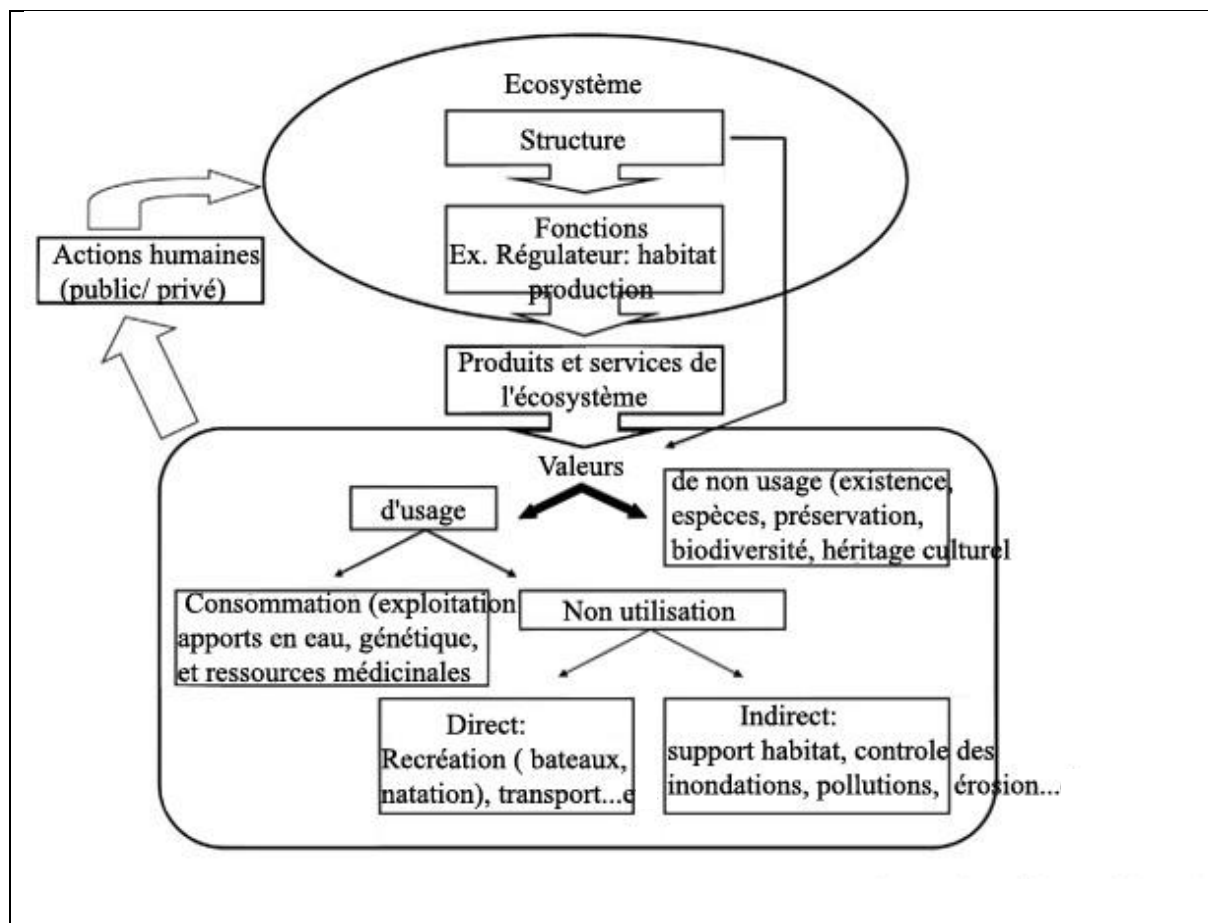 Ecosystème
Structure
Fonctions
Ex. Régulateur: habitat
production
Actions humaines
(public/ privé)
Produits et services de
l'écosystème
Valeurs
d'usage
de non usage (existence,
espèces, préservation,
biodiversité, héritage culturel
Consommation (exploitation
apports en eau, génétique,
et ressources médicinales
Non utilisation
Direct:
Recréation ( bateaux,
natation), transport...e
Indirect:
support habitat, controle des
inondations, pollutions, érosion...